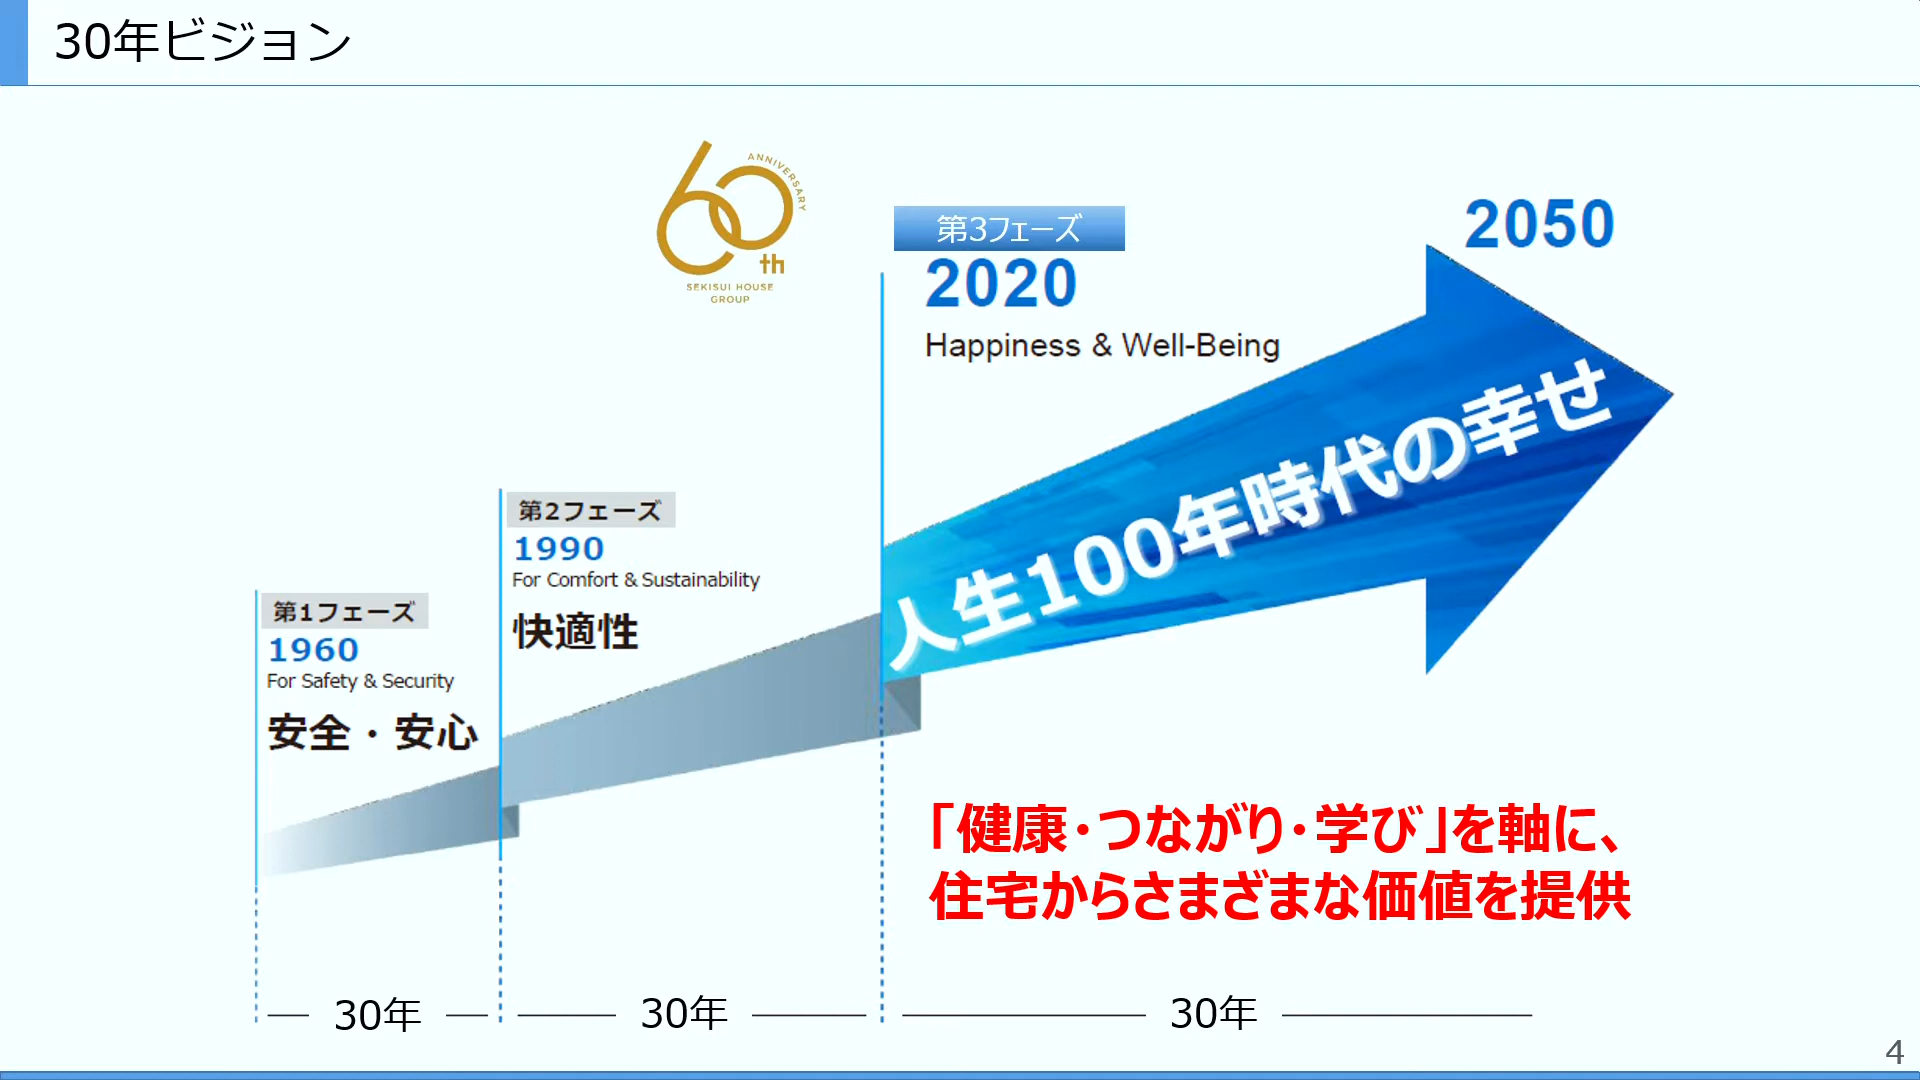 30年ビジョン
60
ANNIVERSARY
th
SEKISUI HOUSE
GROUP
第3フェーズ
2020
Happiness & Well-Being
2050
人生100年時代の幸せ
第2フェーズ
1990
For Comfort & Sustainability
快適性
第1フェーズ
1960
For Safety & Security
安全・安心
「健康・つながり・学び」を軸に、
住宅からさまざまな価値を提供
30年
30年
30年
4